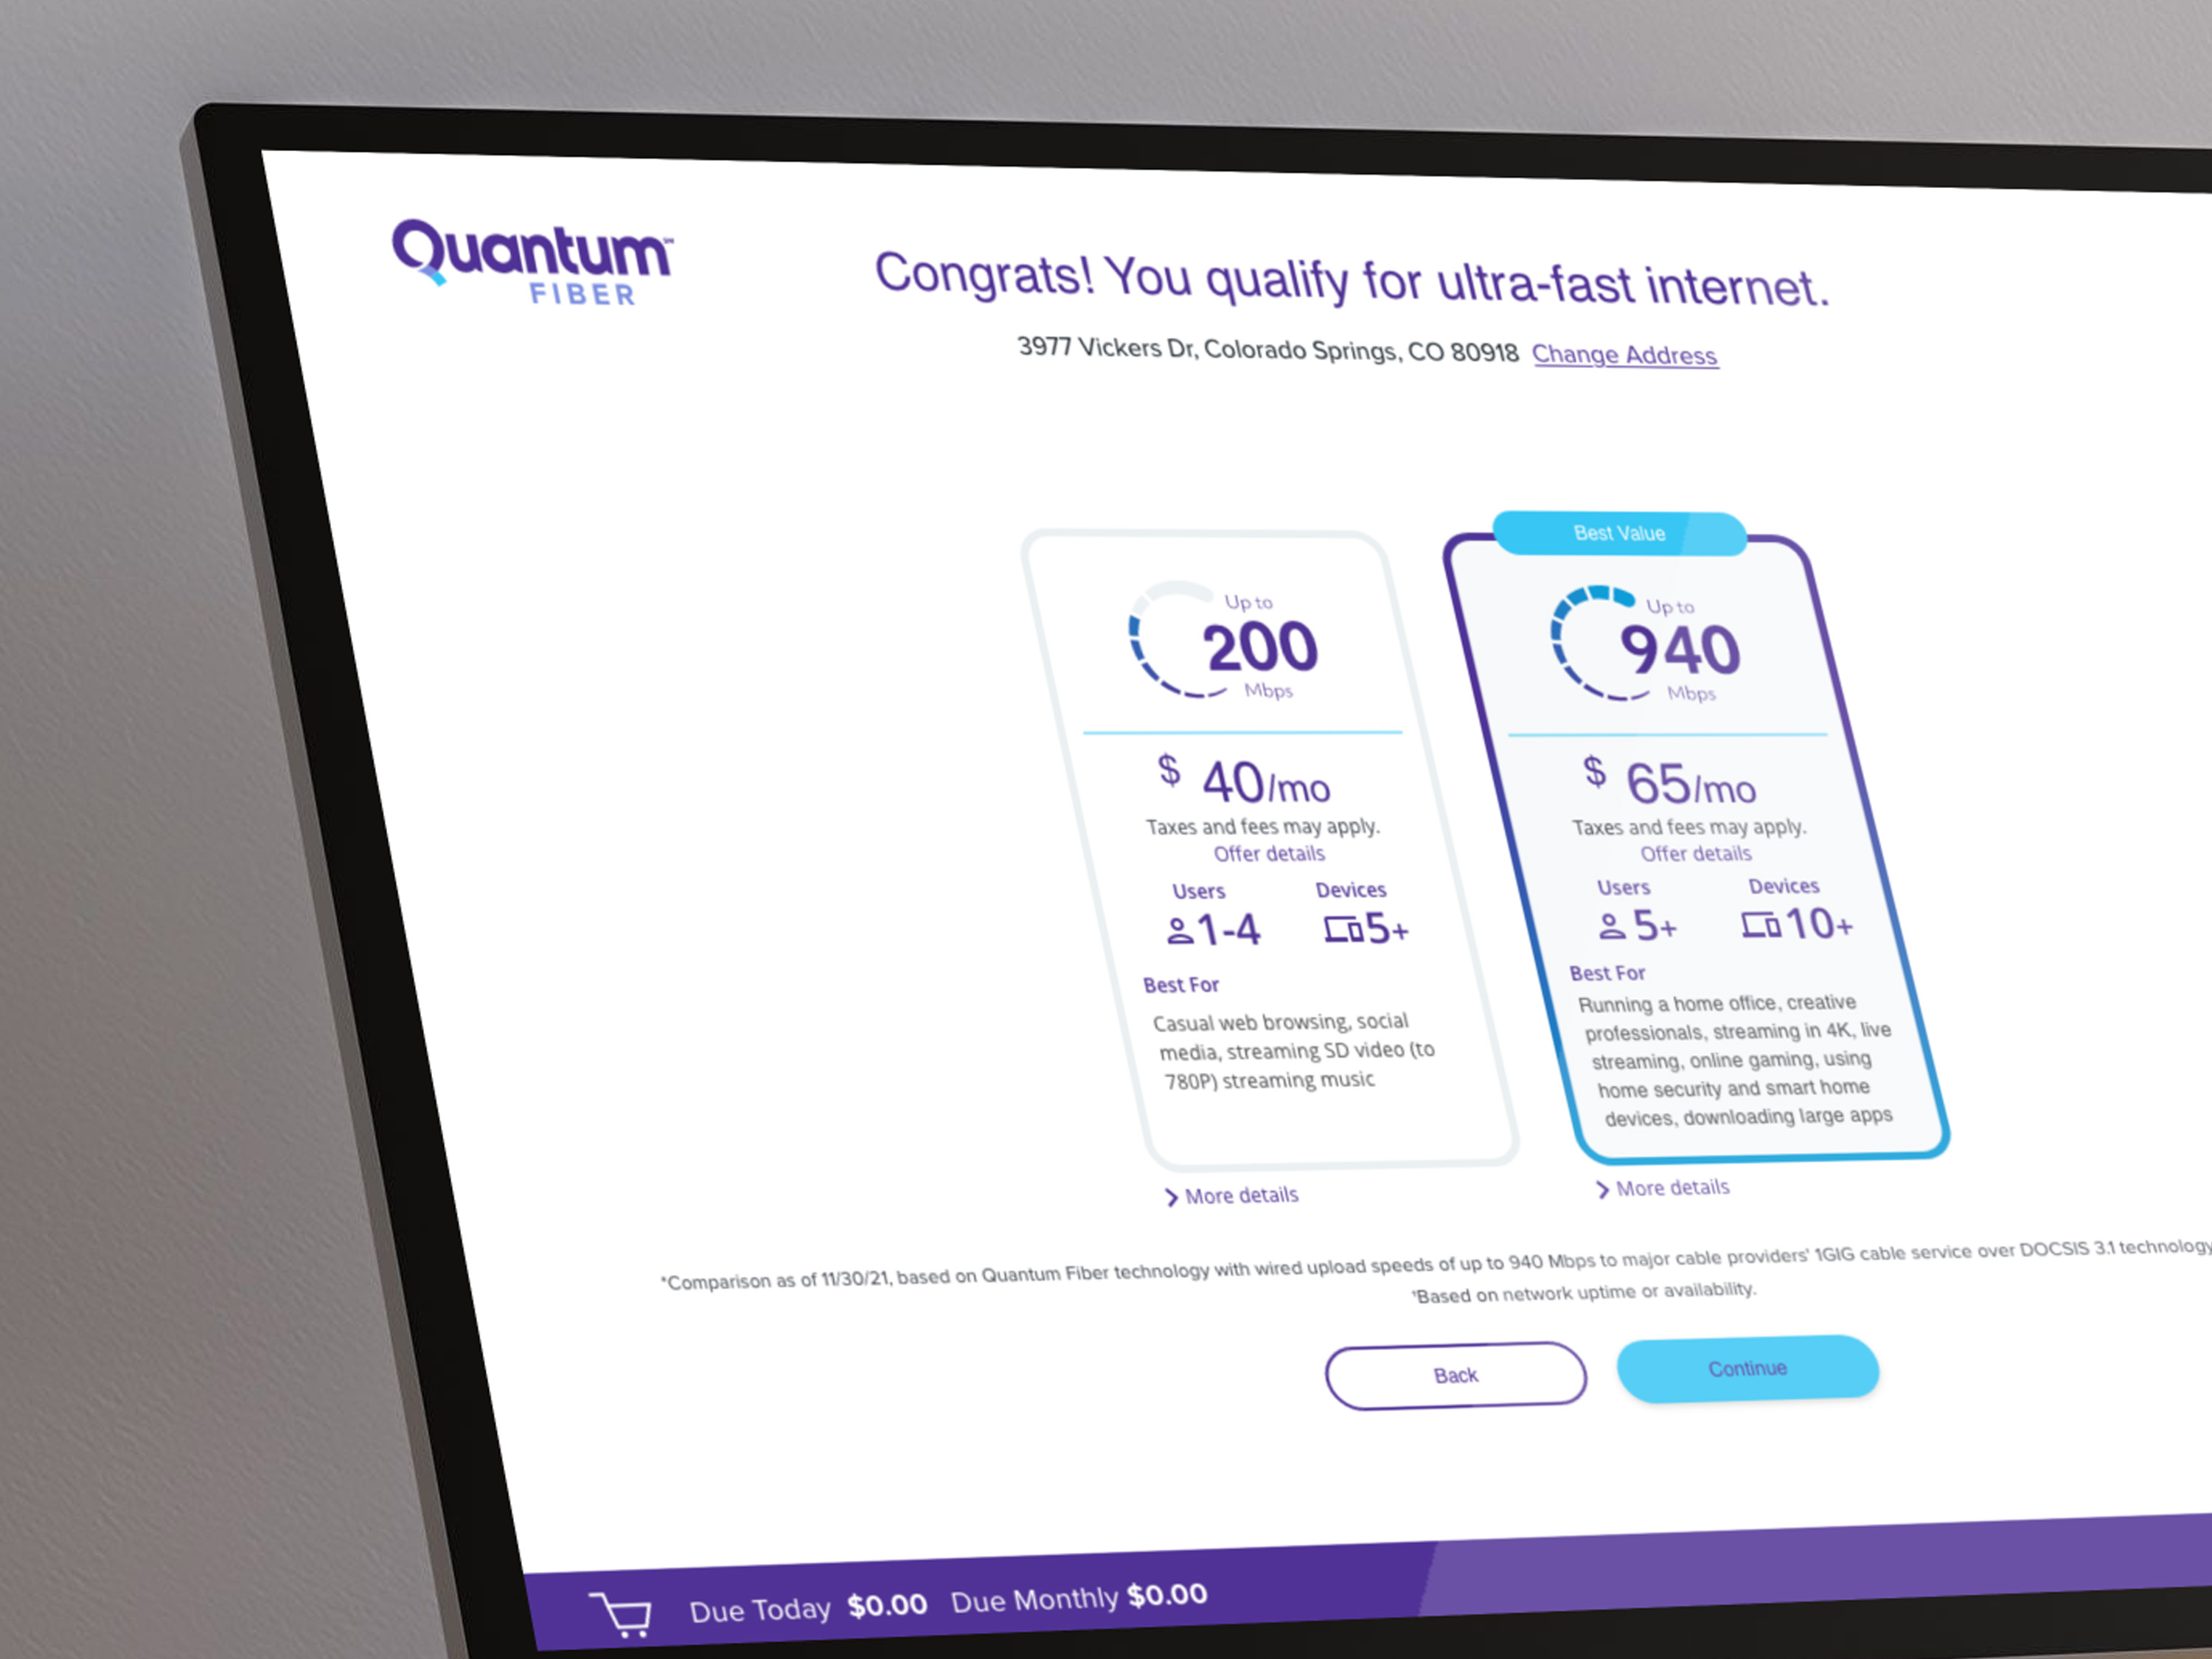 Quantum
FIBER
Congrats! You qualify for ultra-fast internet.
3977 Vickers Dr, Colorado Springs, CO 80918 Change Address
Up to
200
Mbps
$ 40/mo
Taxes and fees may apply.
Offer details
Users Devices
1-4 5+
Best For
Casual web browsing, social
media, streaming SD video (to
780P) streaming music
More details
Best Value
Up to
940
Mbps
$ 65/mo
Taxes and fees may apply.
Offer details
Users Devices
5+ 10+
Best For
Running a home office, creative
professionals, streaming in 4K, live
streaming, online gaming, using
home security and smart home
devices, downloading large apps
More details
*Comparison as of 11/30/21, based on Quantum Fiber technology with wired upload speeds of up to 940 Mbps to major cable providers' 1GIG cable service over DOCSIS 3.1 technology
†Based on network uptime or availability.
Back Continue
Due Today $0.00 Due Monthly $0.00